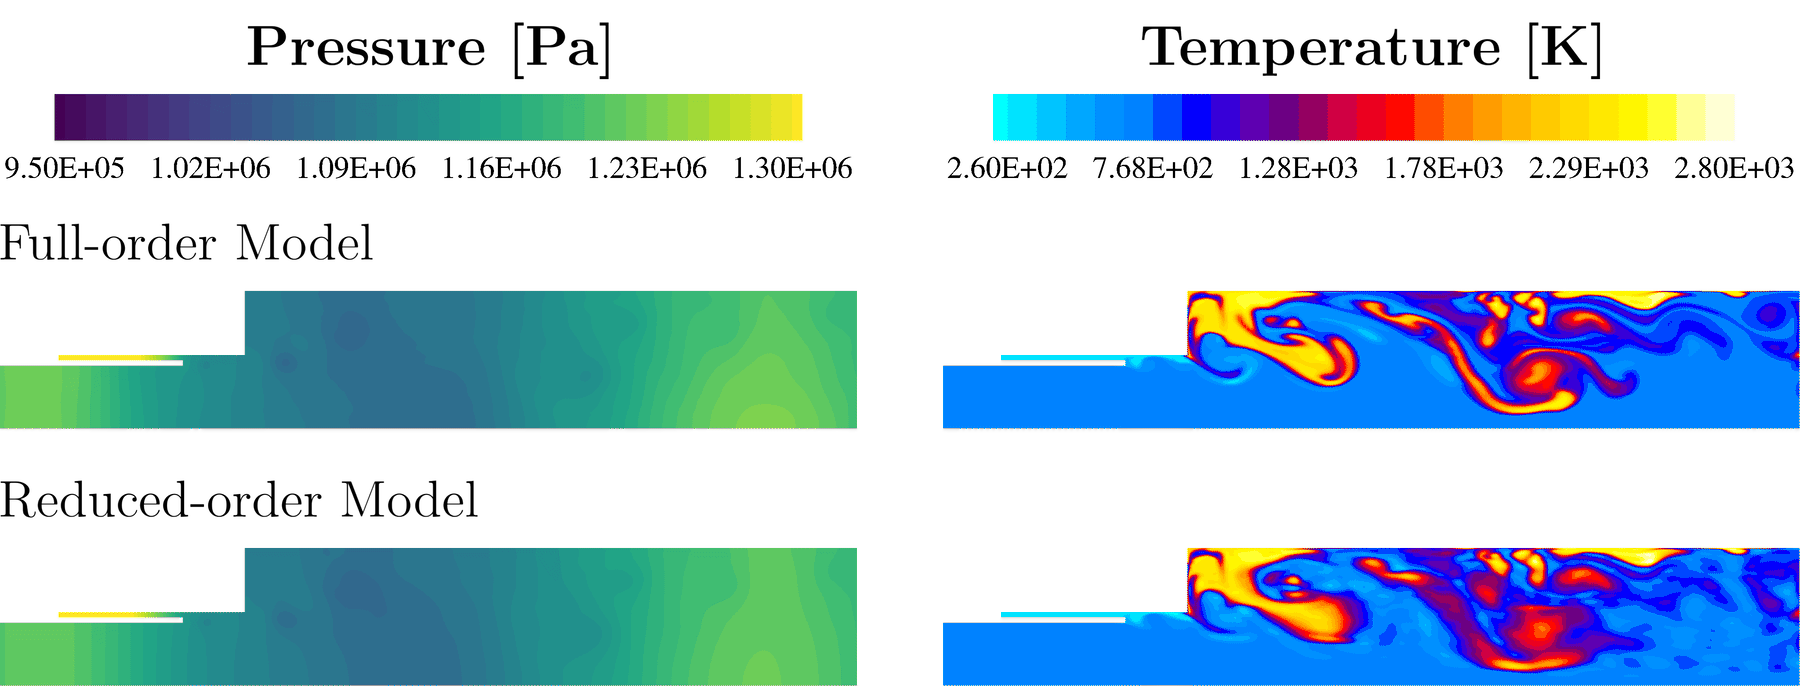 Pressure [Pa]
Temperature [K]
9.50E+05 1.02E+06 1.09E+06 1.16E+06 1.23E+06 1.30E+06
2.60E+02 7.68E+02 1.28E+03 1.78E+03 2.29E+03 2.80E+03
Full-order Model
Reduced-order Model